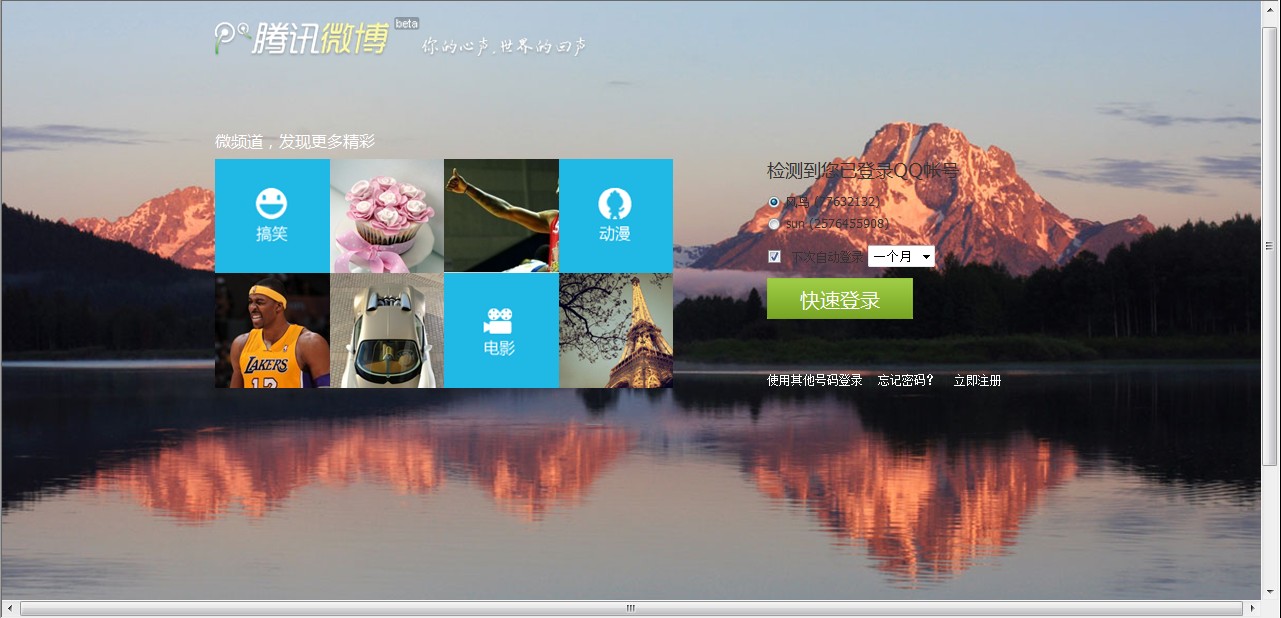 腾讯微博 beta 你的心声,世界的回声
微频道，发现更多精彩
搞笑
动漫
LAKERS
12
电影
检测到您已登录QQ帐号
sun (2576455908)
下次自动登录 一个月
快速登录
使用其他号码登录 忘记密码? 立即注册